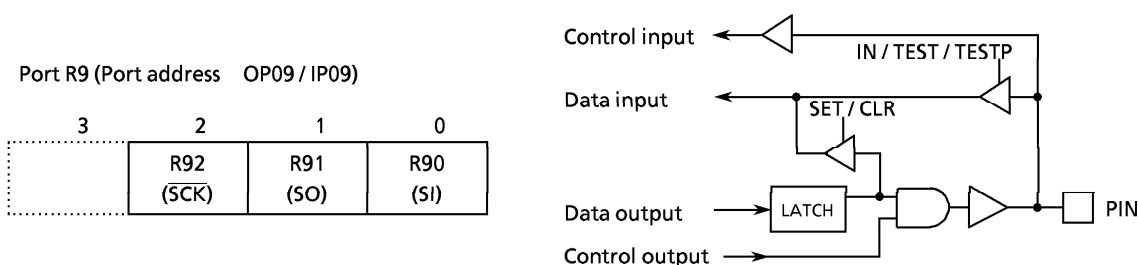 Port R9 (Port address OP09 / IP09)
3 2 1 0
R92 R91 R90
(S̅C̅K̅) (SO) (SI)
Control input
IN / TEST / TESTP
Data input
SET / CLR
Data output
LATCH
PIN
Control output